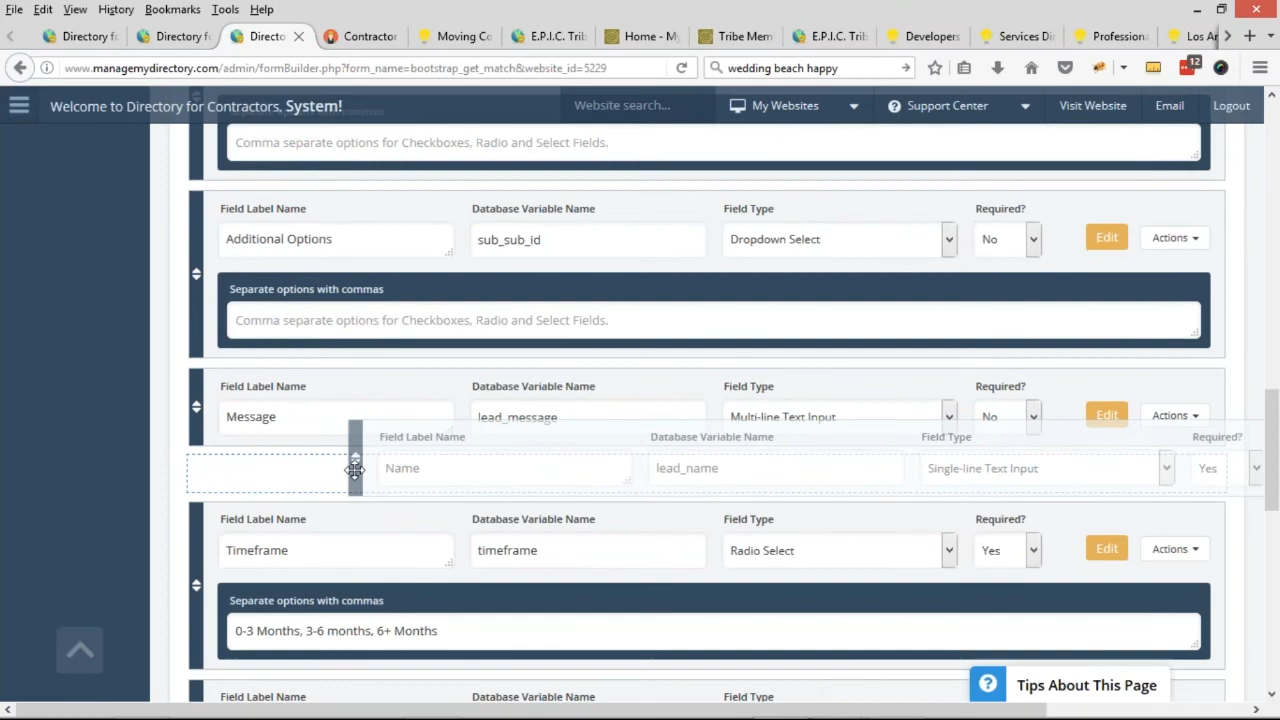 File Edit View History Bookmarks Tools Help
Directory fo Directory fo Directo Contractor Moving Co E.P.I.C. Trib Home - My Tribe Mem E.P.I.C. Trib Developers Services Dir Professiona Los An
www.managemydirectory.com/admin/formBuilder.php?form_name=bootstrap_get_match&website_id=5229 wedding beach happy 12
Welcome to Directory for Contractors, System! Website search... My Websites Support Center Visit Website Email Logout
Comma separate options for Checkboxes, Radio and Select Fields.
Field Label Name Database Variable Name Field Type Required?
Additional Options sub_sub_id Dropdown Select No Edit Actions
Separate options with commas
Comma separate options for Checkboxes, Radio and Select Fields.
Field Label Name Database Variable Name Field Type Required?
Message lead_message Multi-line Text Input No Edit Actions
Field Label Name Database Variable Name Field Type Required?
Name lead_name Single-line Text Input Yes
Field Label Name Database Variable Name Field Type Required?
Timeframe timeframe Radio Select Yes Edit Actions
Separate options with commas
0-3 Months, 3-6 months, 6+ Months
Field Label Name Database Variable Name Field Type Required?
Tips About This Page